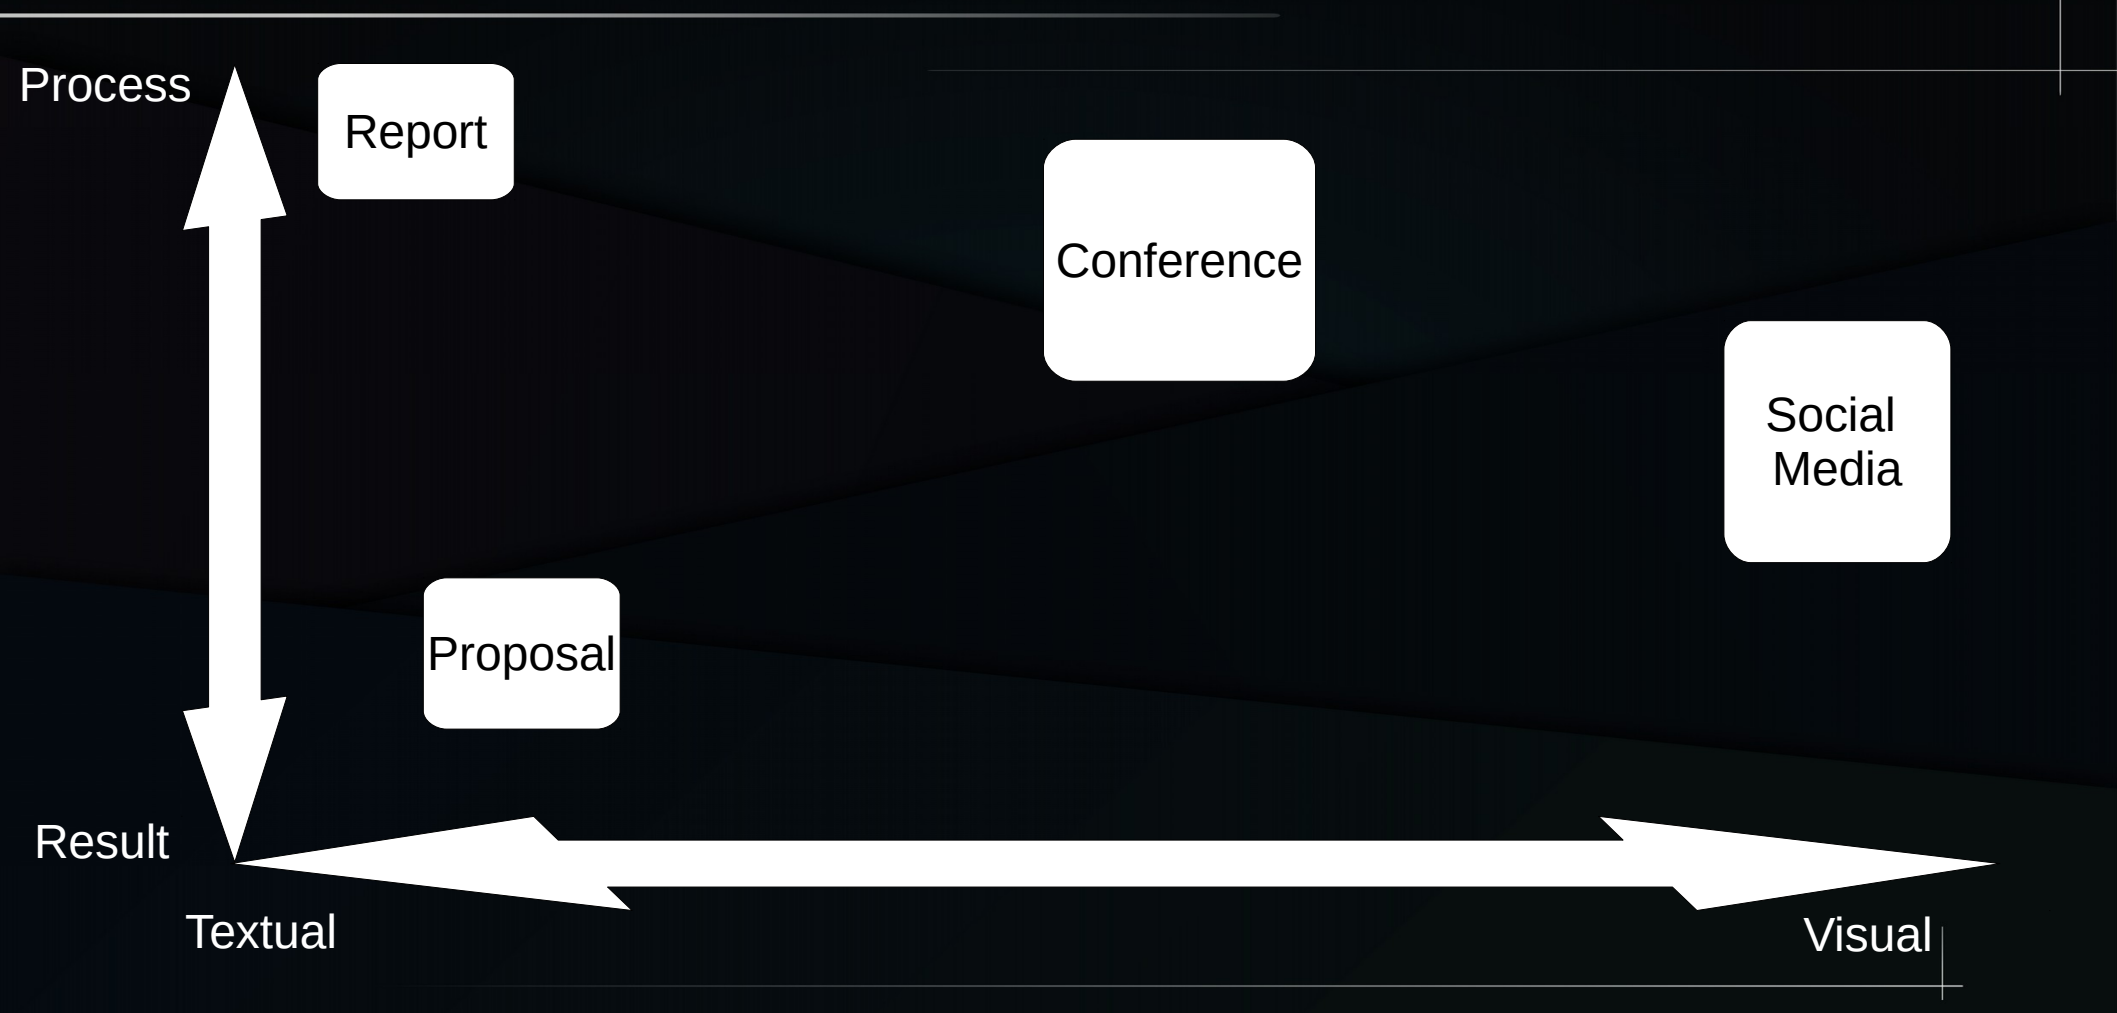 Process
Report
Conference
Social
Media
Proposal
Result
Textual
Visual